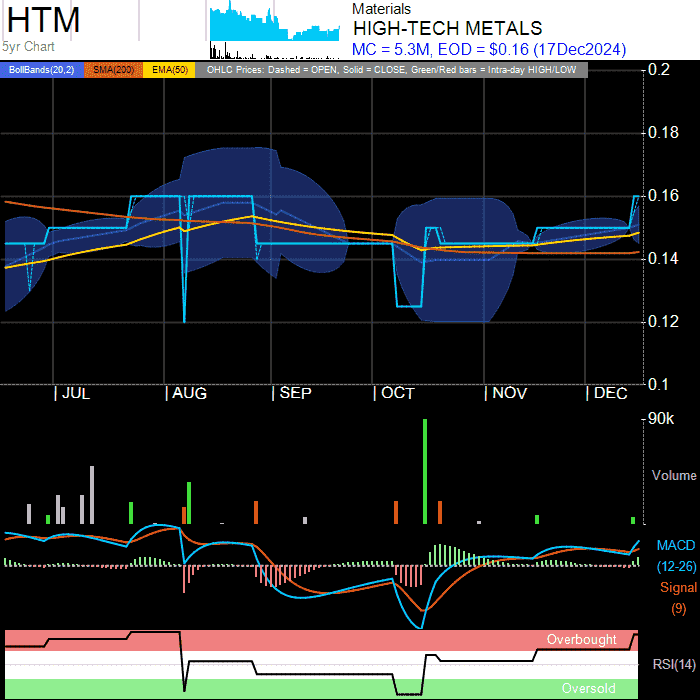 HTM
5yr Chart
Materials
HIGH-TECH METALS
MC = 5.3M, EOD = $0.16 (17Dec2024)
BollBands(20,2) SMA(200) EMA(50) OHLC Prices: Dashed = OPEN, Solid = CLOSE, Green/Red bars = Intra-day HIGH/LOW
0.2
0.18
0.16
0.14
0.12
0.1
| JUL | AUG | SEP | OCT | NOV | DEC
90k
Volume
MACD
(12-26)
Signal
(9)
Overbought
RSI(14)
Oversold